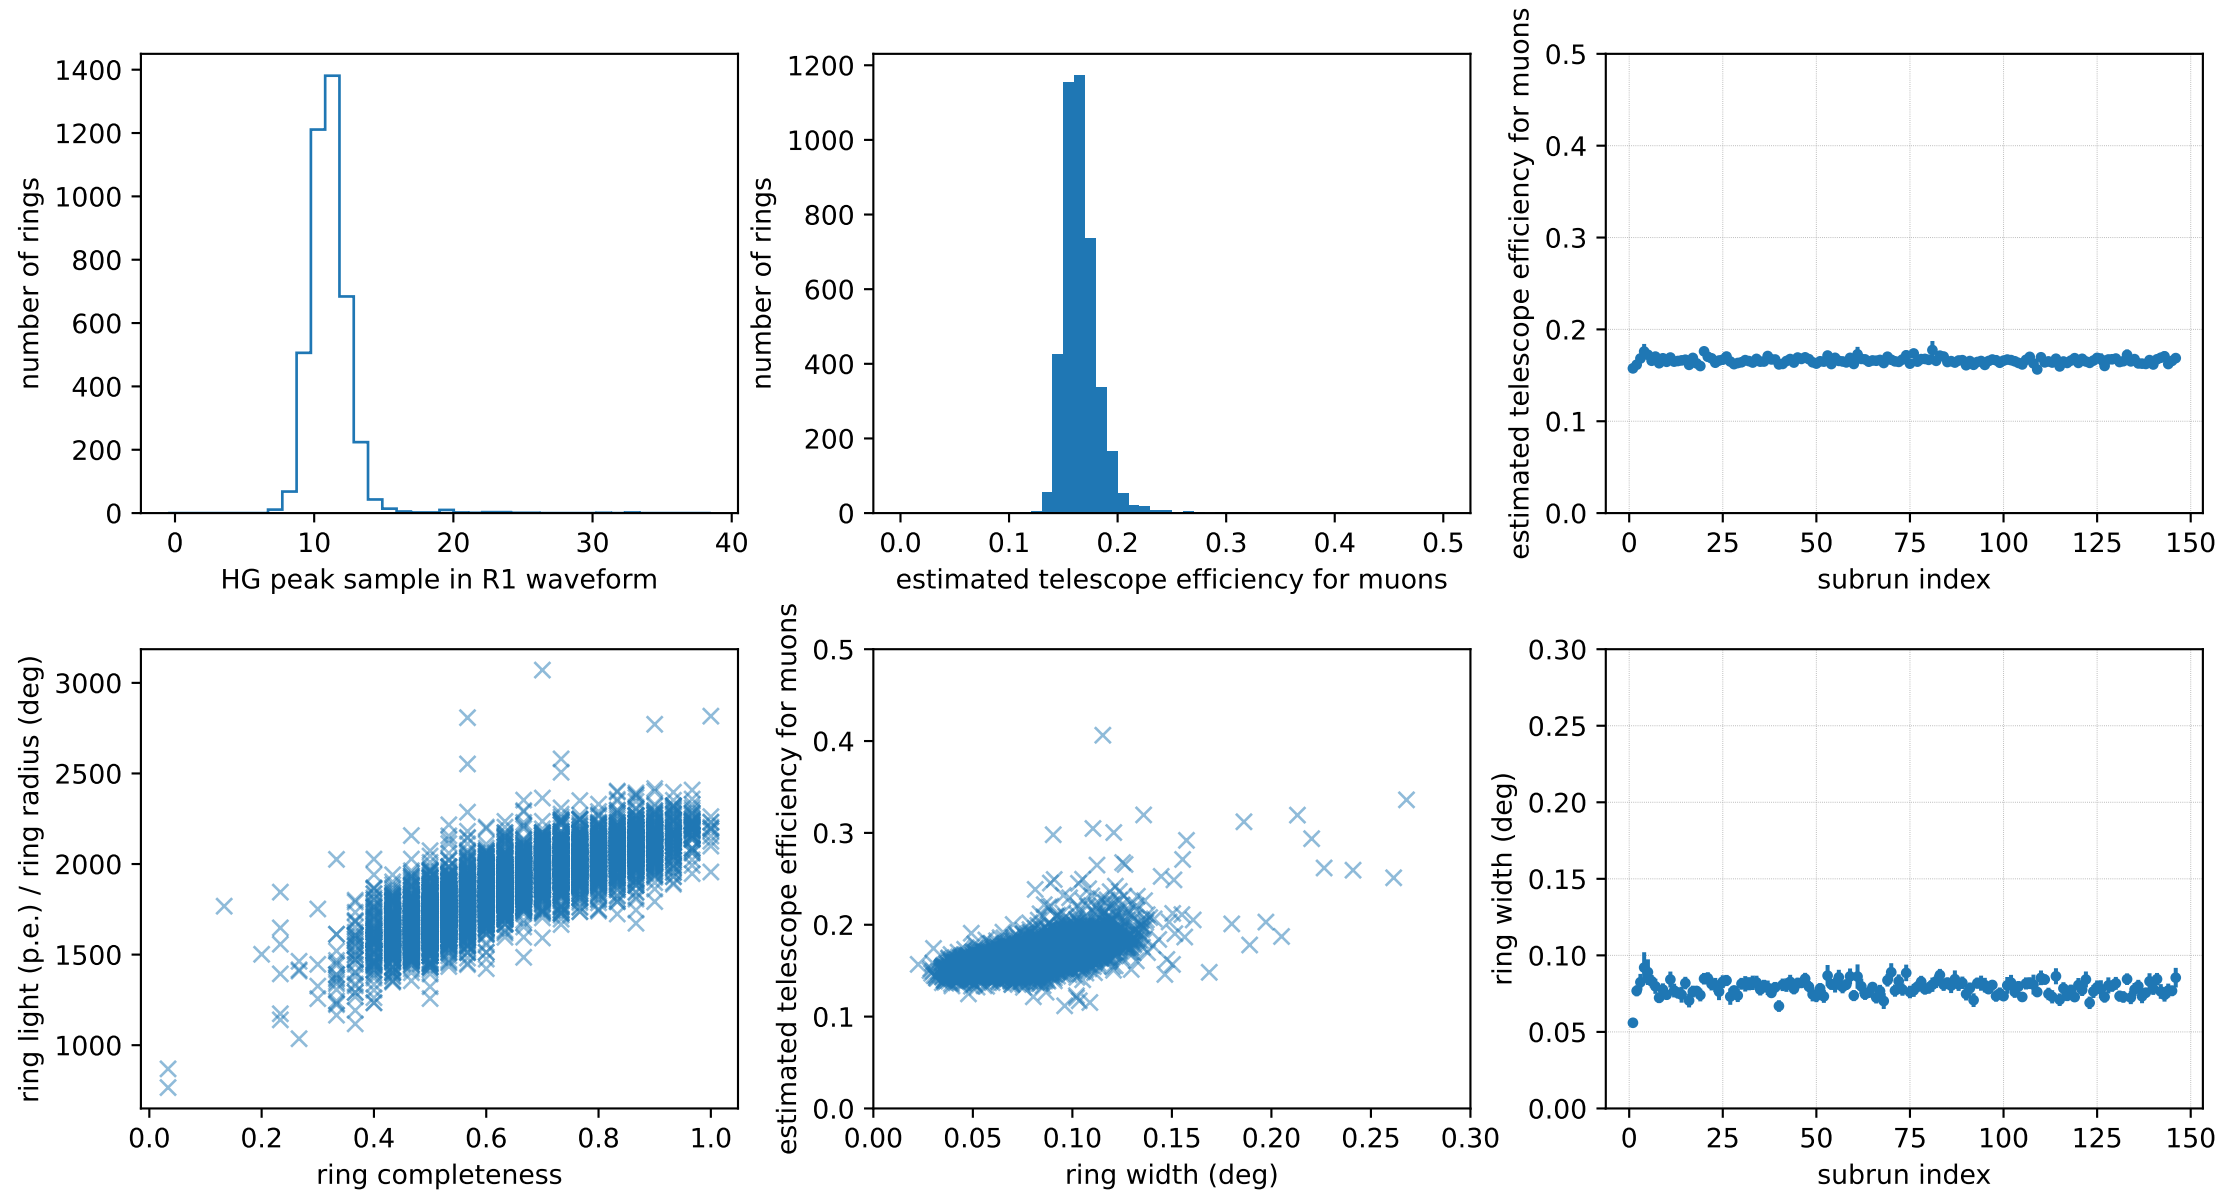 1400
1200
1000
800
600
400
200
0
number of rings
0 10 20 30 40
HG peak sample in R1 waveform
1200
1000
800
600
400
200
0
number of rings
0.0 0.1 0.2 0.3 0.4 0.5
estimated telescope efficiency for muons
0.5
0.4
0.3
0.2
0.1
0.0
estimated telescope efficiency for muons
0 25 50 75 100 125 150
subrun index
3000
2500
2000
1500
1000
ring light (p.e.) / ring radius (deg)
0.0 0.2 0.4 0.6 0.8 1.0
ring completeness
0.5
0.4
0.3
0.2
0.1
0.0
estimated telescope efficiency for muons
0.00 0.05 0.10 0.15 0.20 0.25 0.30
ring width (deg)
0.30
0.25
0.20
0.15
0.10
0.05
0.00
ring width (deg)
0 25 50 75 100 125 150
subrun index